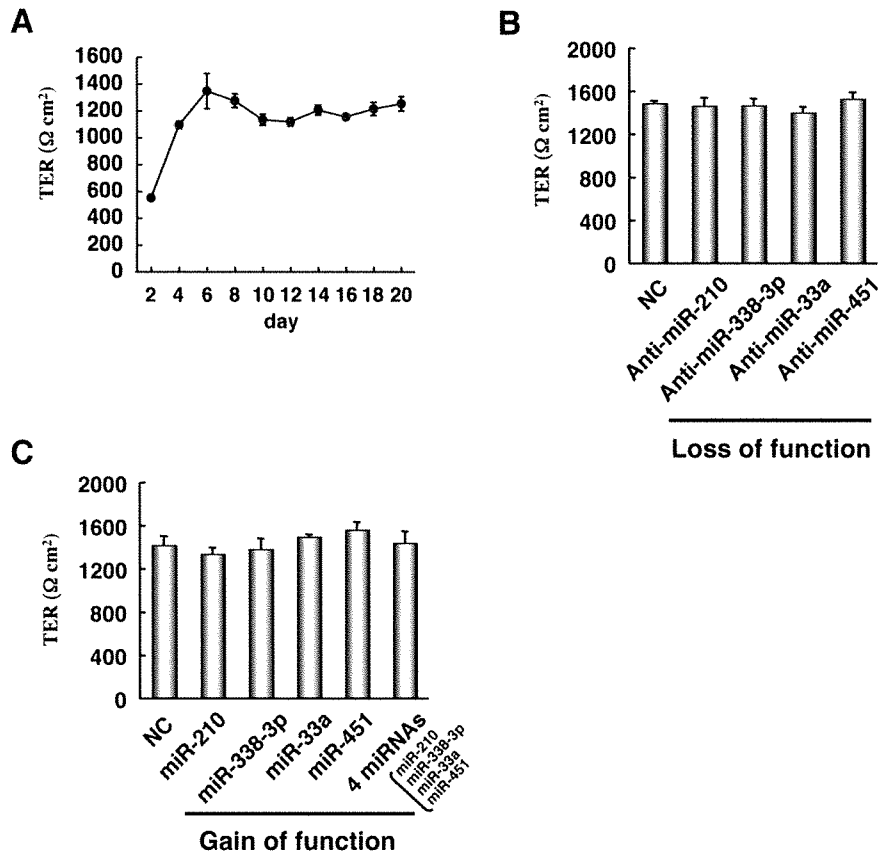 A
TER (Ω cm²)
1600
1400
1200
1000
800
600
400
200
0
2 4 6 8 10 12 14 16 18 20
day
B
TER (Ω cm²)
2000
1600
1200
800
400
0
NC
Anti-miR-210
Anti-miR-338-3p
Anti-miR-33a
Anti-miR-451
Loss of function
C
TER (Ω cm²)
2000
1600
1200
800
400
0
NC
miR-210
miR-338-3p
miR-33a
miR-451
4 miRNAs
miR-210
miR-338-3p
miR-33a
miR-451
Gain of function